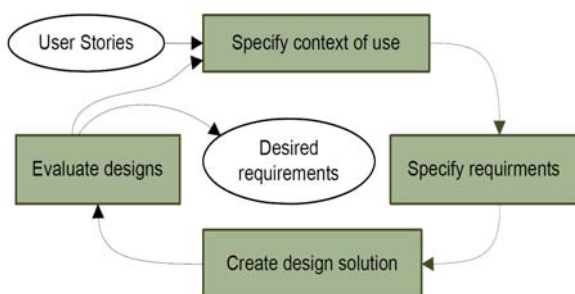 User Stories
Specify context of use
Evaluate designs
Desired
requirements
Specify requirments
Create design solution